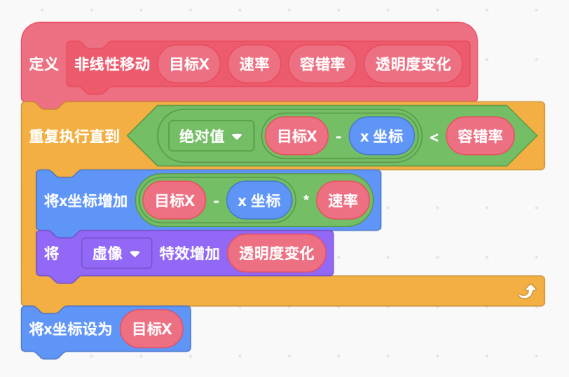 定义 非线性移动 目标X 速率 容错率 透明度变化
重复执行直到 绝对值 目标X - x 坐标 < 容错率
将x坐标增加 目标X - x 坐标 * 速率
将 虚像 特效增加 透明度变化
将x坐标设为 目标X